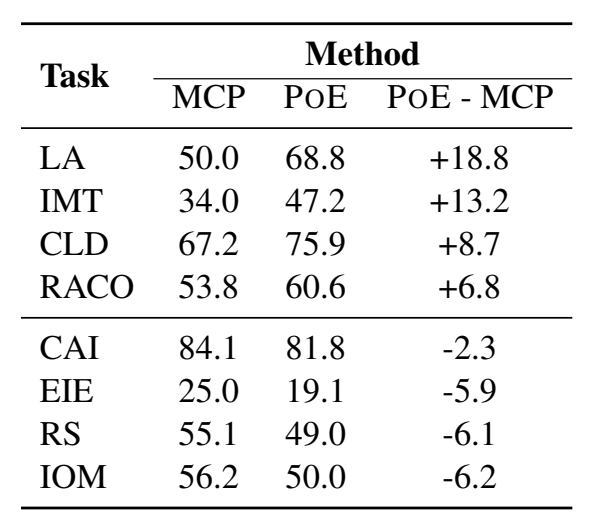 Task Method
MCP PoE PoE - MCP
LA 50.0 68.8 +18.8
IMT 34.0 47.2 +13.2
CLD 67.2 75.9 +8.7
RACO 53.8 60.6 +6.8
CAI 84.1 81.8 -2.3
EIE 25.0 19.1 -5.9
RS 55.1 49.0 -6.1
IOM 56.2 50.0 -6.2